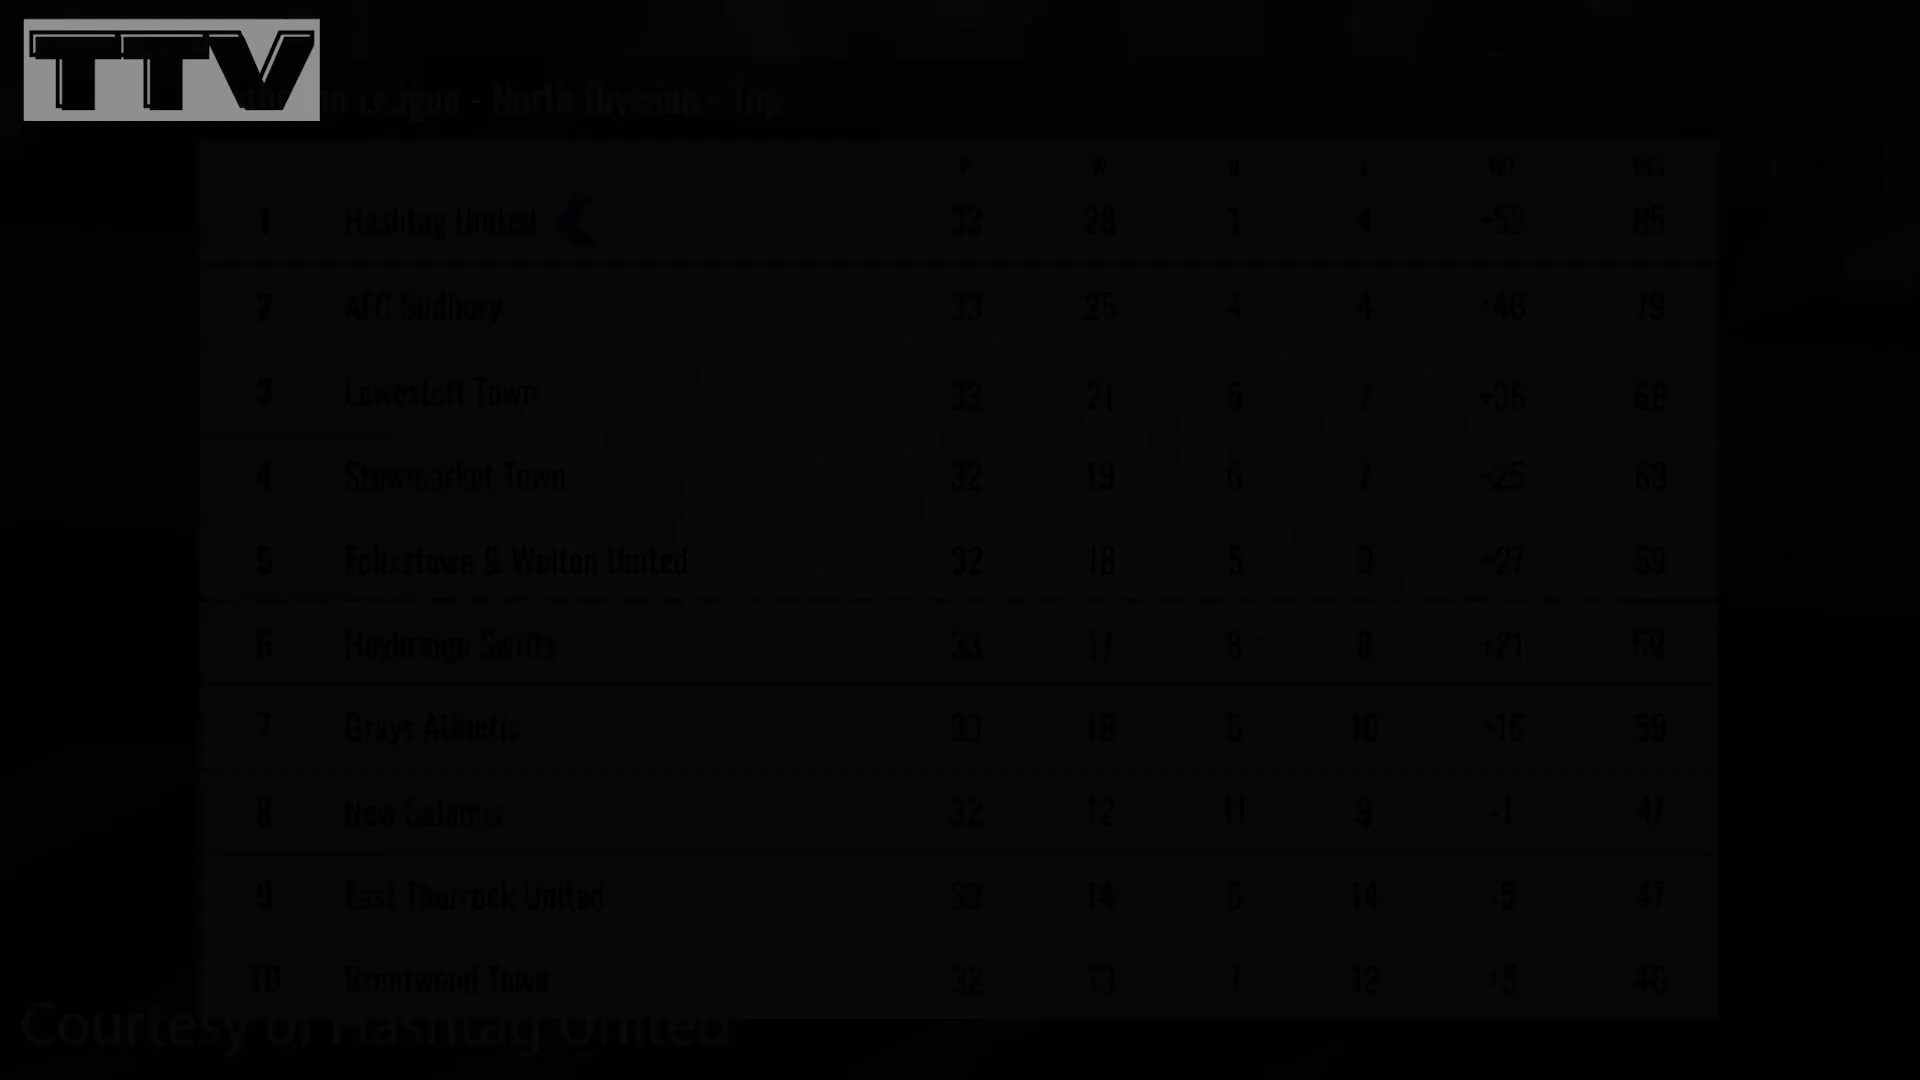 TTV
League - North Division - Top
P W D L DIFF PTS
1 Hashtag United 33 28 1 4 +53 85
2 AFC Sudbury 33 25 4 4 +46 79
3 Lowestoft Town 33 21 5 7 +36 68
4 Stowmarket Town 32 19 6 7 +25 63
5 Felixstowe & Walton United 32 18 5 9 +27 59
6 Heybridge Swifts 33 17 8 8 +21 59
7 Grays Athletic 33 18 5 10 +16 59
8 New Salamis 32 12 11 9 -1 47
9 East Thurrock United 33 14 14 -5 47
10 Brentwood Town 32 13 7 12 +6 46
Courtesy of Hashtag United